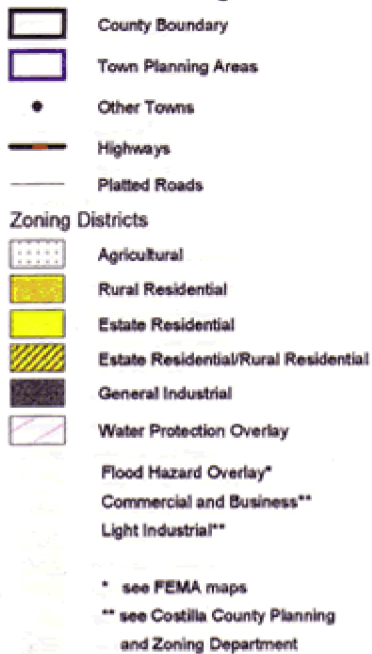 County Boundary
Town Planning Areas
Other Towns
Highways
Platted Roads
Zoning Districts
Agricultural
Rural Residential
Estate Residential
Estate Residential/Rural Residential
General Industrial
Water Protection Overlay
Flood Hazard Overlay*
Commercial and Business**
Light Industrial**
* see FEMA maps
** see Costilla County Planning
and Zoning Department